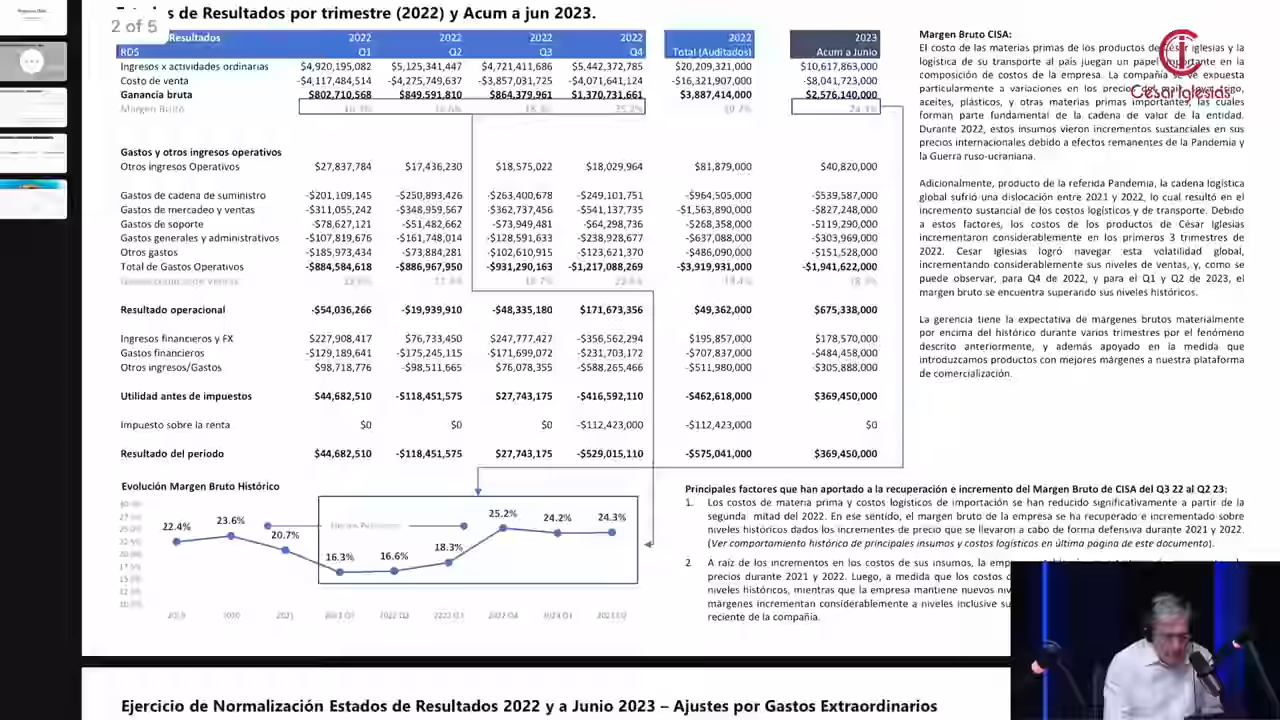 de Resultados por trimestre (2022) y Acum a jun 2023.
2 of 5
Resultados 2022 2022 2022 2022 2023
RD$ Q1 Q2 Q3 Q4 Total (Auditados) Acum a Junio
Ingresos x actividades ordinarias $4,920,195,082 $5,125,341,447 $4,721,411,686 $5,442,372,785 $20,209,321,000 $10,617,863,000
Costo de venta -$4,117,484,514 -$4,275,749,637 -$3,857,031,725 -$4,071,641,124 -$16,321,907,000 -$8,041,723,000
Ganancia bruta $802,710,568 $849,591,810 $864,379,961 $1,370,731,661 $3,887,414,000 $2,576,140,000
Margen Bruto
Gastos y otros ingresos operativos
Otros ingresos Operativos $27,837,784 $17,436,230 $18,575,022 $18,029,964 $81,879,000 $40,820,000
Gastos de cadena de suministro -$201,109,145 -$250,893,426 -$263,400,678 -$249,101,751 -$964,505,000 -$539,587,000
Gastos de mercadeo y ventas -$311,055,242 -$348,959,567 -$362,737,456 -$541,137,735 -$1,563,890,000 -$827,248,000
Gastos de soporte -$78,627,121 -$51,482,662 -$73,949,481 -$64,298,736 -$268,358,000 -$119,290,000
Gastos generales y administrativos -$107,819,676 -$161,748,014 -$128,591,633 -$238,928,677 -$637,088,000 -$303,969,000
Otros gastos -$185,973,434 -$73,884,281 -$102,610,915 -$123,621,370 -$486,090,000 -$151,528,000
Total de Gastos Operativos -$884,584,618 -$886,967,950 -$931,290,163 -$1,217,088,269 -$3,919,931,000 -$1,941,622,000
Resultado operacional -$54,036,266 -$19,939,910 -$48,335,180 $171,673,356 $49,362,000 $675,338,000
Ingresos financieros y FX $227,908,417 $76,733,450 $247,777,427 -$356,562,294 $195,857,000 $178,570,000
Gastos financieros -$129,189,641 -$175,245,115 -$171,699,072 -$231,703,172 -$707,837,000 -$484,458,000
Otros ingresos/Gastos $98,718,776 -$98,511,665 $76,078,355 -$588,265,466 -$511,980,000 -$305,888,000
Utilidad antes de impuestos $44,682,510 -$118,451,575 $27,743,175 -$416,592,110 -$462,618,000 $369,450,000
Impuesto sobre la renta $0 $0 $0 -$112,423,000 -$112,423,000 $0
Resultado del periodo $44,682,510 -$118,451,575 $27,743,175 -$529,015,110 -$575,041,000 $369,450,000
Evolución Margen Bruto Histórico
22.4% 23.6% 20.7% 16.3% 16.6% 18.3% 25.2% 24.2% 24.3%
2019 2020 2021 2022 Q1 2022 Q2 2022 Q3 2022 Q4 2023 Q1 2023 Q2
Margen Bruto CISA:
El costo de las materias primas de los productos de César Iglesias y la
logística de su transporte al país juegan un papel importante en la
composición de costos de la empresa. La compañía se ve expuesta
particularmente a variaciones en los precios del maíz,
aceites, plásticos, y otras materias primas importantes, las cuales
forman parte fundamental de la cadena de valor de la entidad.
Durante 2022, estos insumos vieron incrementos sustanciales en sus
precios internacionales debido a efectos remanentes de la Pandemia y
la Guerra ruso-ucraniana.
César Iglesias
Adicionalmente, producto de la referida Pandemia, la cadena logística
global sufrió una dislocación entre 2021 y 2022, lo cual resultó en el
incremento sustancial de los costos logísticos y de transporte. Debido
a estos factores, los costos de los productos de César Iglesias
incrementaron considerablemente en los primeros 3 trimestres de
2022. Cesar Iglesias logró navegar esta volatilidad global,
incrementando considerablemente sus niveles de ventas, y, como se
puede observar, para Q4 de 2022, y para el Q1 y Q2 de 2023, el
margen bruto se encuentra superando sus niveles históricos.
La gerencia tiene la expectativa de márgenes brutos materialmente
por encima del histórico durante varios trimestres por el fenómeno
descrito anteriormente, y además apoyado en la medida que
introduzcamos productos con mejores márgenes a nuestra plataforma
de comercialización.
Principales factores que han aportado a la recuperación e incremento del Margen Bruto de CISA del Q3 22 al Q2 23:
1. Los costos de materia prima y costos logísticos de importación se han reducido significativamente a partir de la
segunda mitad del 2022. En ese sentido, el margen bruto de la empresa se ha recuperado e incrementado sobre
niveles históricos dados los incrementos de precio que se llevaron a cabo de forma defensiva durante 2021 y 2022.
(Ver comportamiento histórico de principales insumos y costos logísticos en última página de este documento).
2 A raíz de los incrementos en los costos de sus insumos, la
precios durante 2021 y 2022. Luego, a medida que los costos
niveles históricos, mientras que la empresa mantiene nuevos
márgenes incrementan considerablemente a niveles inclusive
reciente de la compañía.
Ejercicio de Normalización Estados de Resultados 2022 y a Junio 2023 – Ajustes por Gastos Extraordinarios